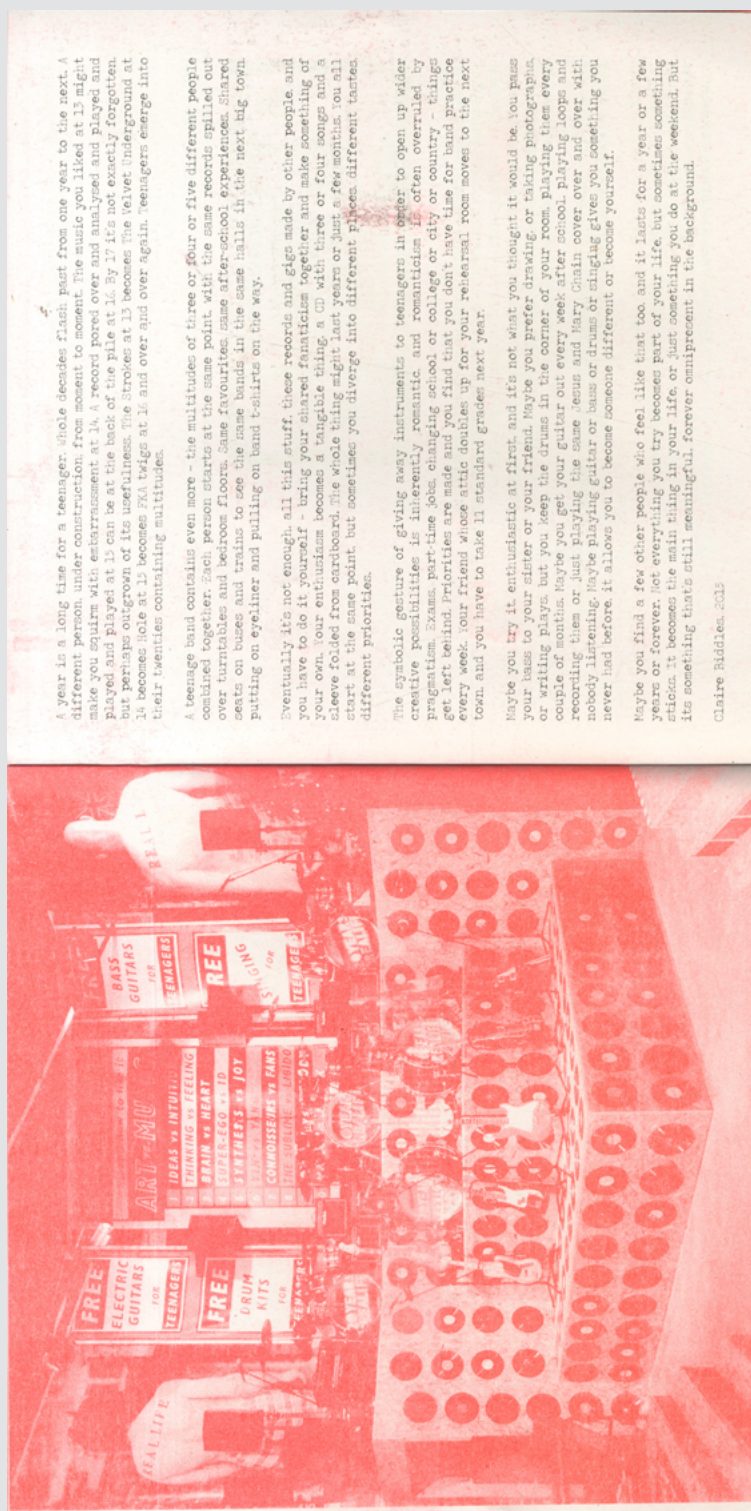 A year is a long time for a teenager. Whole decades flash past from one year to the next. A
different person, under construction, from moment to moment. The music you liked at 13 might
make you squirm with embarrassment at 14. A record pored over and analysed and played and
played and played at 15 can be at the back of the pile at 16. By 17 it's not exactly forgotten,
but perhaps outgrown of its usefulness. The Strokes at 13 becomes The Velvet Underground at
14 becomes Hole at 15 becomes FKA twigs at 16 and over and over again. Teenagers emerge into
their twenties containing multitudes.
A teenage band contains even more - the multitudes of three or four or five different people
combined together. Each person starts at the same point, with the same records spilled out
over turntables and bedroom floors. Same favourites, same after-school experiences. Shared
seats on buses and trains to see the same bands in the same halls in the next big town.
putting on eyeliner and pulling on band t-shirts on the way.
Eventually it's not enough, all this stuff, these records and gigs made by other people, and
you have to do it yourself - bring your shared fanaticism together and make something of
your own. Your enthusiasm becomes a tangible thing, a CD with three or four songs and a
sleeve folded from cardboard. The whole thing might last years or just a few months. You all
start at the same point, but sometimes you diverge into different places, different tastes,
different priorities.
The symbolic gesture of giving away instruments to teenagers in order to open up wider
creative possibilities is inherently romantic, and romanticism is often overruled by
pragmatism. Exams, part-time jobs, changing school or college or city or country - things
get left behind. Priorities are made and you find that you don't have time for band practice
every week. Your friend whose attic doubles up for your rehearsal room moves to the next
town, and you have to take 11 standard grades next year.
Maybe you try it, enthusiastic at first, and it's not what you thought it would be. You pass
your bass to your sister or your friend. Maybe you prefer drawing, or taking photographs,
or writing plays, but you keep the drums in the corner of your room, playing them every
couple of months. Maybe you get your guitar out every week after school, playing loops and
recording them or just playing the same Jesus and Mary Chain cover over and over with
nobody listening. Maybe playing guitar or bass or drums or singing gives you something you
never had before, it allows you to become someone different or become yourself.
Maybe you find a few other people who feel like that too, and it lasts for a year or a few
years or forever. Not everything you try becomes part of your life, but sometimes something
sticks. It becomes the main thing in your life, or just something you do at the weekend. But
its something that's still meaningful, forever omnipresent in the background.
Claire Biddles, 2015
REAL LIFE
FREE
ELECTRIC
GUITARS
FOR
TEENAGERS
FREE
DRUM
KITS
FOR
TEENAGERS
ART
MU
1 IDEAS vs INTUIT
2 THINKING vs FEELING
3 BRAIN vs HEART
4 SUPER-EGO vs ID
5 SYNTHESIS vs JOY
7 CONNOISSEURS vs FANS
8 THE SUBLIME vs LIBIDO
BASS
GUITARS
FOR
TEENAGERS
FREE
SINGING
FOR
TEENAGE
REAL L